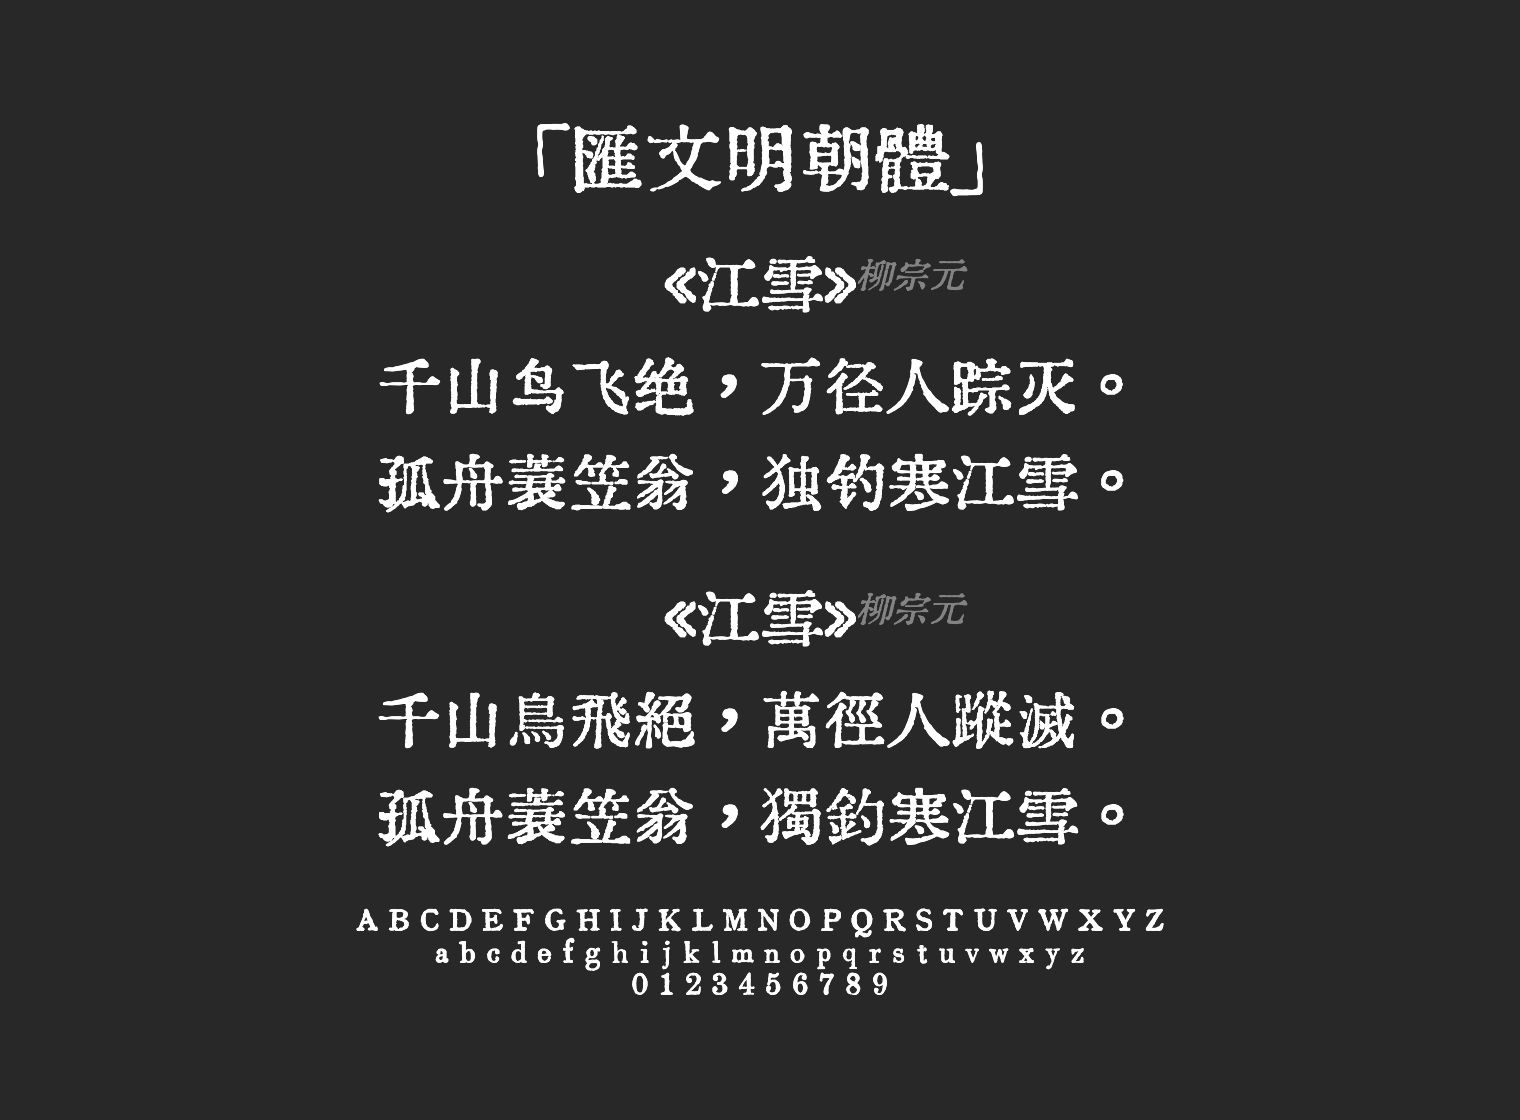 「匯文明朝體」
《江雪》柳宗元
千山鸟飞绝，万径人踪灭。
孤舟蓑笠翁，独钓寒江雪。
《江雪》柳宗元
千山鳥飛絕，萬徑人蹤滅。
孤舟蓑笠翁，獨釣寒江雪。
A B C D E F G H I J K L M N O P Q R S T U V W X Y Z
a b c d e f g h i j k l m n o p q r s t u v w x y z
0 1 2 3 4 5 6 7 8 9